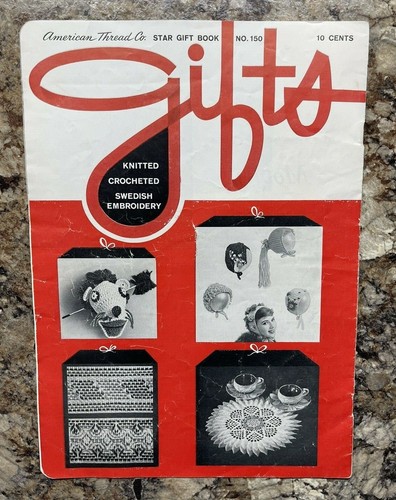 American Thread Co. STAR GIFT BOOK NO. 150 10 CENTS
gifts
KNITTED
CROCHETED
SWEDISH
EMBROIDERY